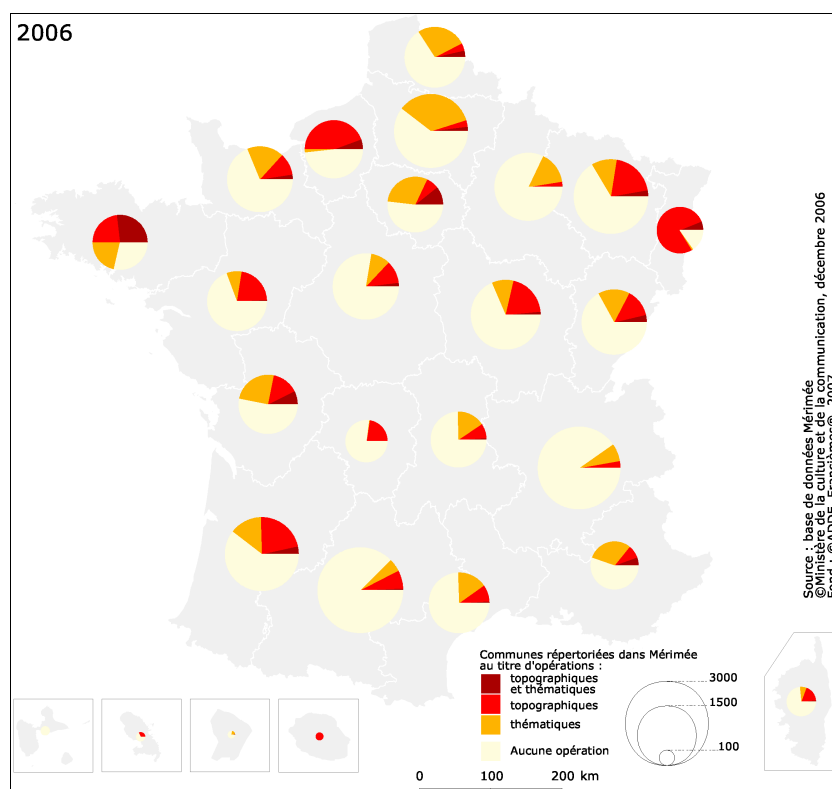 2006
Source : base de données Mérimée
©Ministère de la culture et de la communication, décembre 2006
Communes répertoriées dans Mérimée
au titre d'opérations :
topographiques
et thématiques
topographiques
thématiques
Aucune opération
3000
1500
100
0 100 200 km